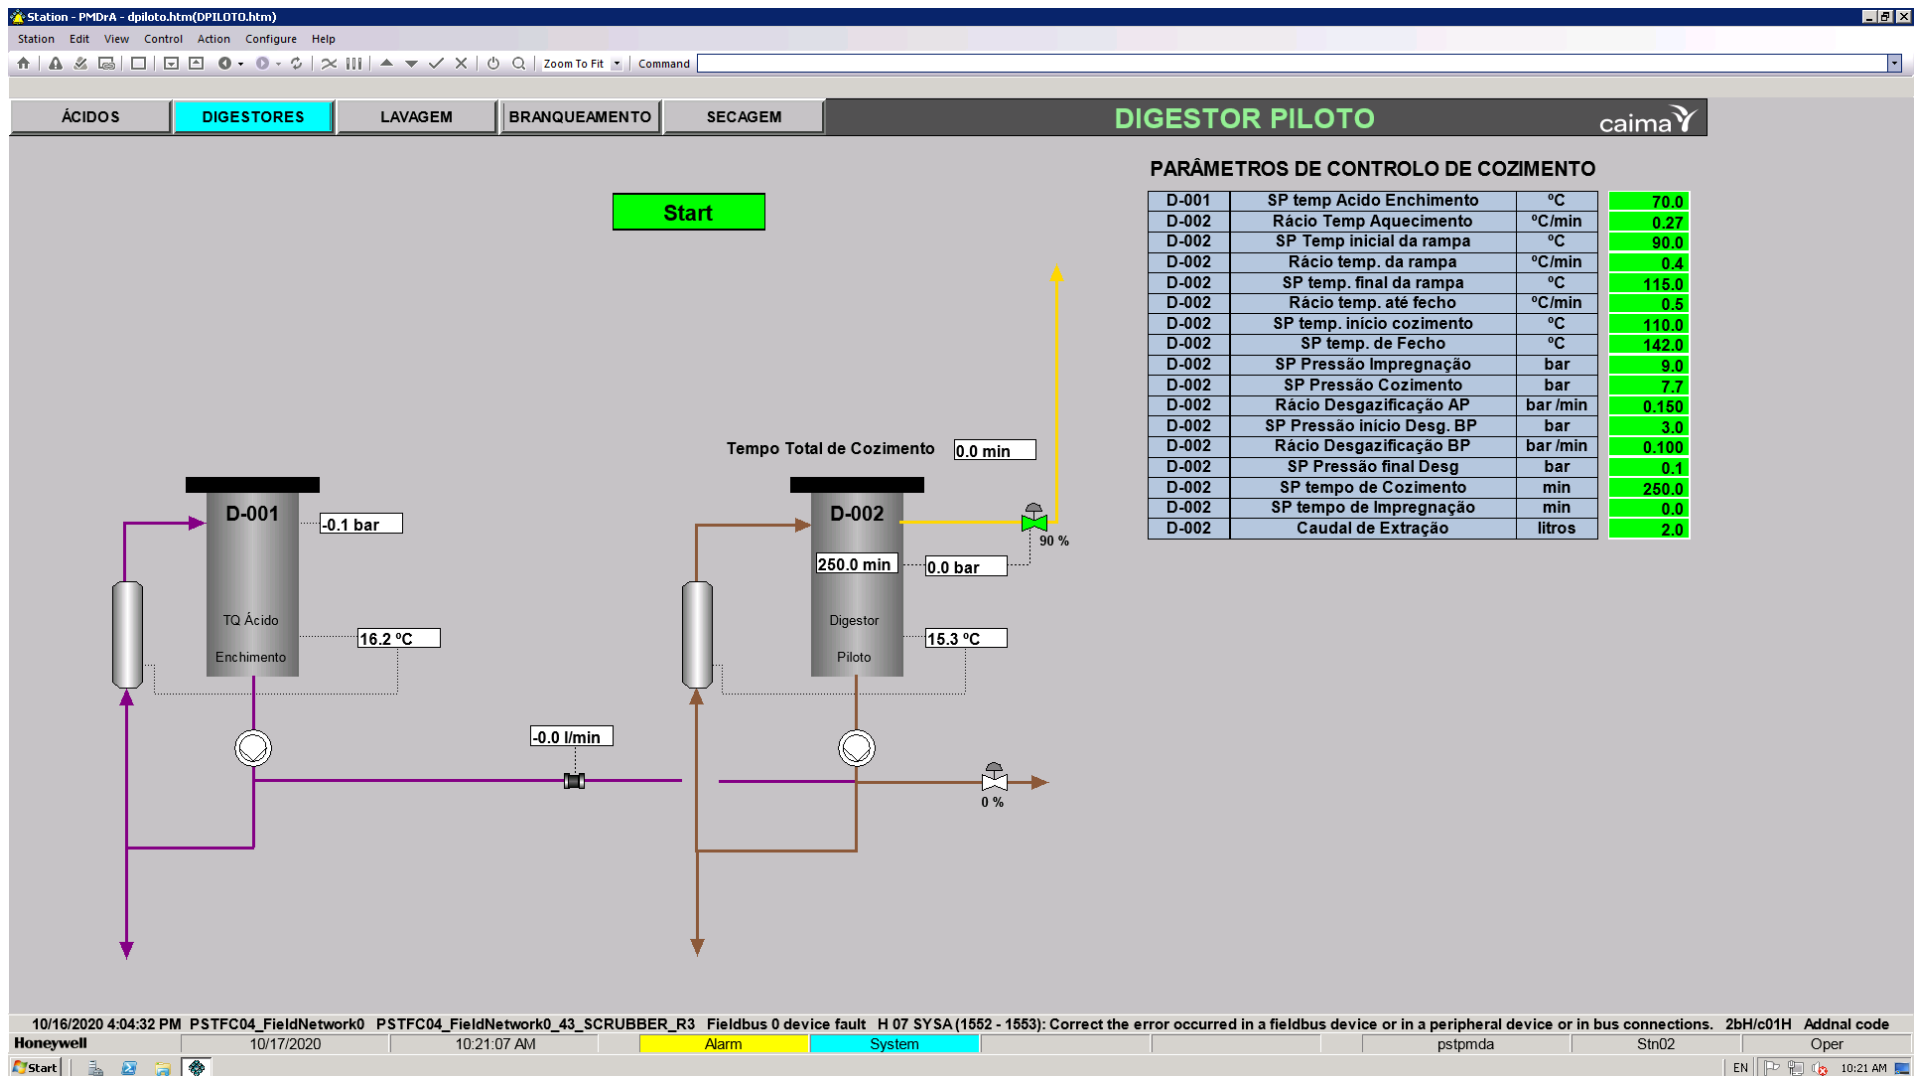 Station - PMDrA - dpiloto.htm(DPILOTO.htm)
Station Edit View Control Action Configure Help
Zoom To Fit Command
ÁCIDOS DIGESTORES LAVAGEM BRANQUEAMENTO SECAGEM DIGESTOR PILOTO caima
PARÂMETROS DE CONTROLO DE COZIMENTO
Start
D-001 SP temp Acido Enchimento ºC 70.0
D-002 Rácio Temp Aquecimento ºC/min 0.27
D-002 SP Temp inicial da rampa ºC 90.0
D-002 Rácio temp. da rampa ºC/min 0.4
D-002 SP temp. final da rampa ºC 115.0
D-002 Rácio temp. até fecho ºC/min 0.5
D-002 SP temp. início cozimento ºC 110.0
D-002 SP temp. de Fecho ºC 142.0
D-002 SP Pressão Impregnação bar 9.0
D-002 SP Pressão Cozimento bar 7.7
D-002 Rácio Desgazificação AP bar /min 0.150
D-002 SP Pressão início Desg. BP bar 3.0
D-002 Rácio Desgazificação BP bar /min 0.100
D-002 SP Pressão final Desg bar 0.1
D-002 SP tempo de Cozimento min 250.0
D-002 SP tempo de Impregnação min 0.0
D-002 Caudal de Extração litros 2.0
Tempo Total de Cozimento 0.0 min
D-001
-0.1 bar
TQ Ácido
Enchimento
16.2 ºC
D-002
90 %
250.0 min
0.0 bar
Digestor
Piloto
15.3 ºC
-0.0 l/min
0 %
10/16/2020 4:04:32 PM PSTFC04_FieldNetwork0 PSTFC04_FieldNetwork0_43_SCRUBBER_R3 Fieldbus 0 device fault H 07 SYSA (1552 - 1553): Correct the error occurred in a fieldbus device or in a peripheral device or in bus connections. 2bH/c01H Addnal code
Honeywell 10/17/2020 10:21:07 AM Alarm System pstpmda Stn02 Oper
Start EN 10:21 AM